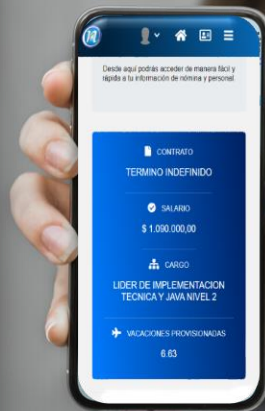 Desde aquí podrás acceder de manera fácil y
rápida a tu información de nómina y personal.
CONTRATO
TERMINO INDEFINIDO
SALARIO
$ 1.090.000,00
CARGO
LIDER DE IMPLEMENTACION
TECNICA Y JAVA NIVEL 2
VACACIONES PROVISIONADAS
6.63